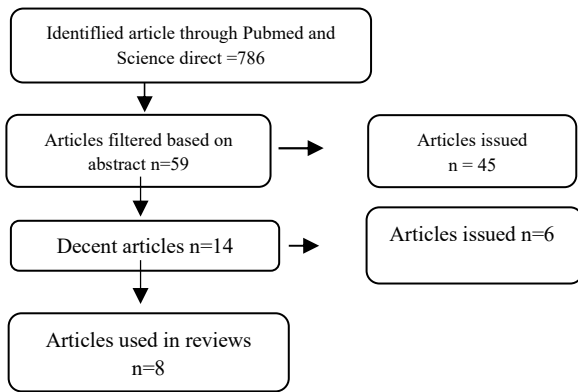 Identiflied article through Pubmed and
Science direct =786
Articles filtered based on
abstract n=59
Articles issued
n = 45
Decent articles n=14
Articles issued n=6
Articles used in reviews
n=8